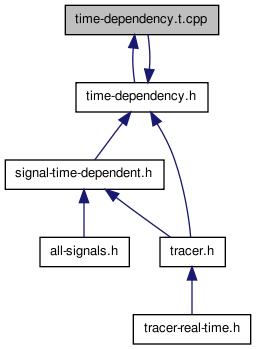 time-dependency.t.cpp
time-dependency.h
signal-time-dependent.h
all-signals.h
tracer.h
tracer-real-time.h